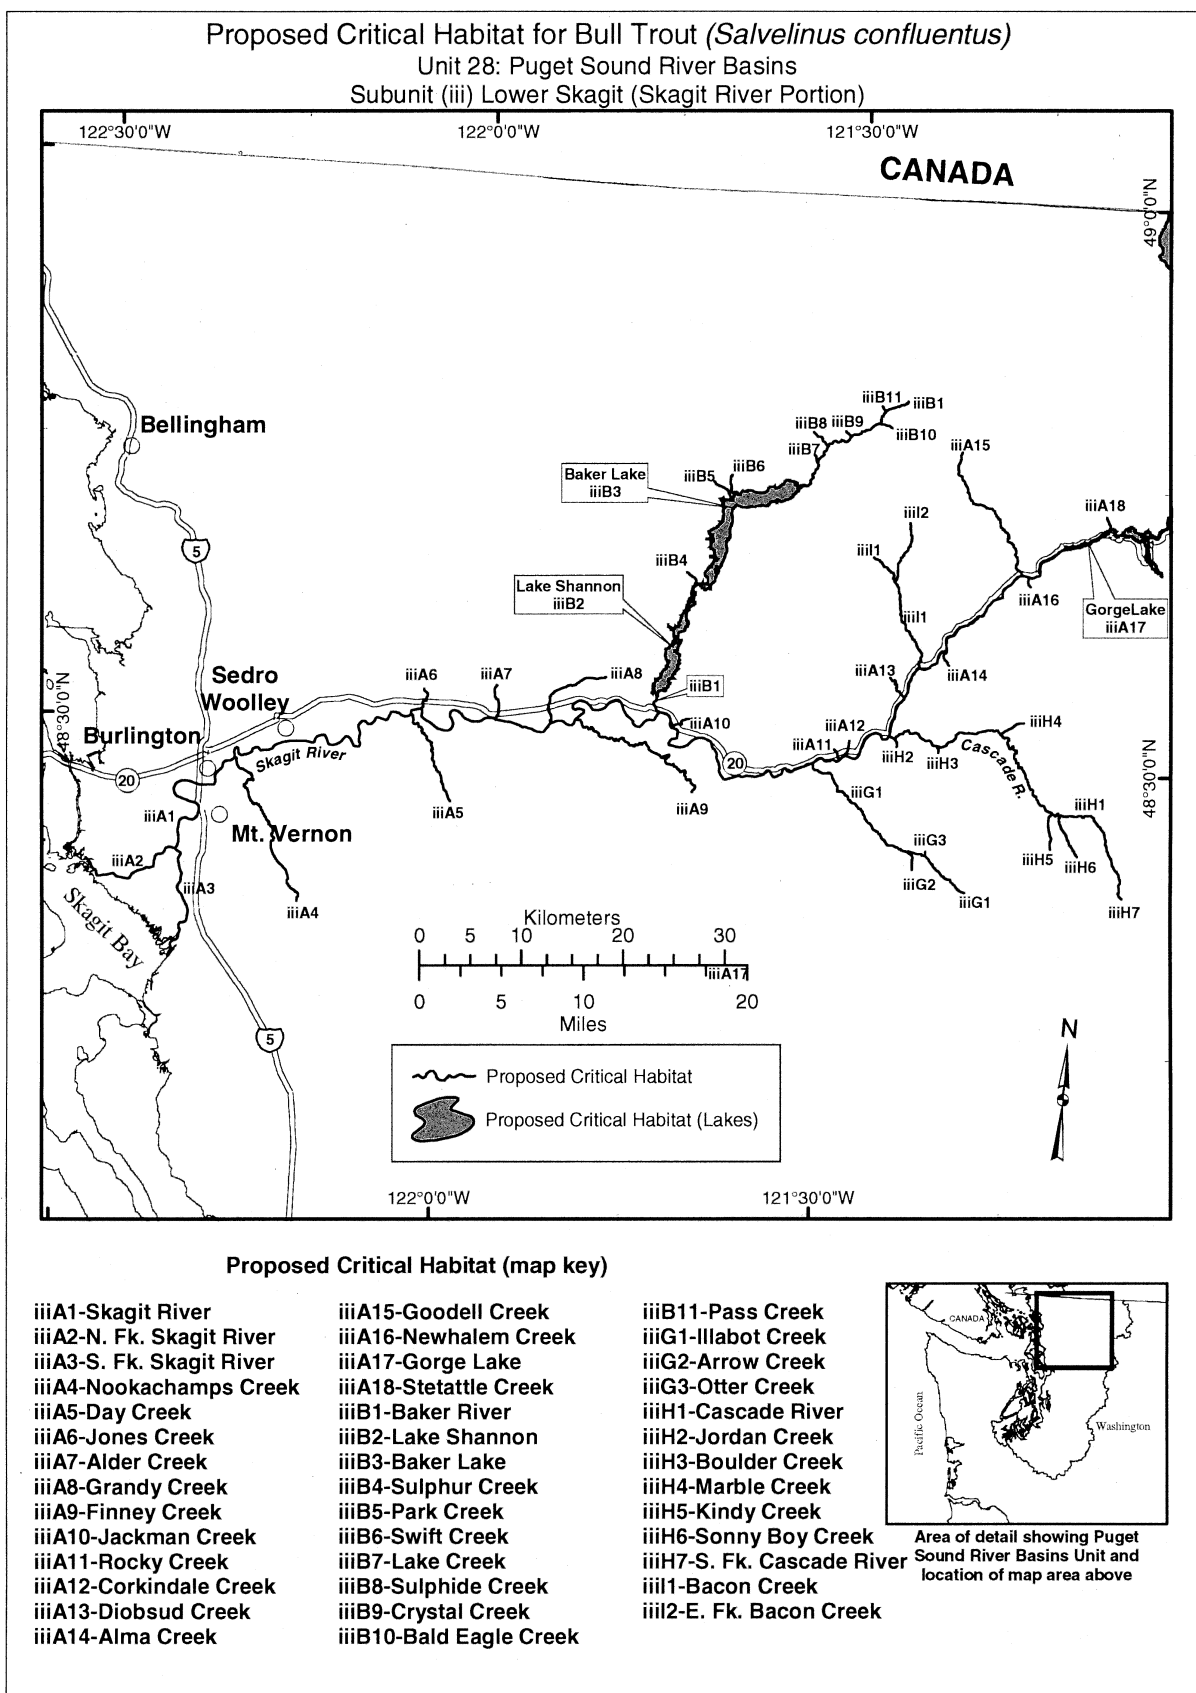 Proposed Critical Habitat for Bull Trout (Salvelinus confluentus)
Unit 28: Puget Sound River Basins
Subunit (iii) Lower Skagit (Skagit River Portion)
122°30'0"W
122°0'0"W
121°30'0"W
CANADA
49°0'0"N
Bellingham
iiiB11
iiiB1
iiiB8
iiiB9
iiiB10
iiiB7
iiiA15
Baker Lake
iiiB3
iiiB5
iiiB6
iiiI2
iiiA18
5
iiiI1
iiiB4
Lake Shannon
iiiB2
iiiA16
GorgeLake
iiiA17
iiiI1
Sedro
Woolley
iiiA6
iiiA7
iiiA8
iiiB1
iiiA13
iiiA14
48°30'0"N
Burlington
Skagit River
iiiA10
iiiA12
iiiA11
iiiH4
iiiH2
iiiH3
Cascade R.
20
20
48°30'0"N
iiiA1
iiiA5
iiiA9
iiiG1
iiiH1
Mt. Vernon
iiiA2
iiiG3
iiiH5
iiiH6
iiiA3
iiiG2
iiiG1
iiiA4
iiiH7
Skagit Bay
Kilometers
0 5 10 20 30
iiiA17
0 5 10 20
Miles
N
5
Proposed Critical Habitat
Proposed Critical Habitat (Lakes)
122°0'0"W
121°30'0"W
Proposed Critical Habitat (map key)
iiiA1-Skagit River
iiiA2-N. Fk. Skagit River
iiiA3-S. Fk. Skagit River
iiiA4-Nookachamps Creek
iiiA5-Day Creek
iiiA6-Jones Creek
iiiA7-Alder Creek
iiiA8-Grandy Creek
iiiA9-Finney Creek
iiiA10-Jackman Creek
iiiA11-Rocky Creek
iiiA12-Corkindale Creek
iiiA13-Diobsud Creek
iiiA14-Alma Creek
iiiA15-Goodell Creek
iiiA16-Newhalem Creek
iiiA17-Gorge Lake
iiiA18-Stetattle Creek
iiiB1-Baker River
iiiB2-Lake Shannon
iiiB3-Baker Lake
iiiB4-Sulphur Creek
iiiB5-Park Creek
iiiB6-Swift Creek
iiiB7-Lake Creek
iiiB8-Sulphide Creek
iiiB9-Crystal Creek
iiiB10-Bald Eagle Creek
iiiB11-Pass Creek
iiiG1-Illabot Creek
iiiG2-Arrow Creek
iiiG3-Otter Creek
iiiH1-Cascade River
iiiH2-Jordan Creek
iiiH3-Boulder Creek
iiiH4-Marble Creek
iiiH5-Kindy Creek
iiiH6-Sonny Boy Creek
iiiH7-S. Fk. Cascade River
iiiI1-Bacon Creek
iiiI2-E. Fk. Bacon Creek
CANADA
Pacific Ocean
Washington
Area of detail showing Puget
Sound River Basins Unit and
location of map area above